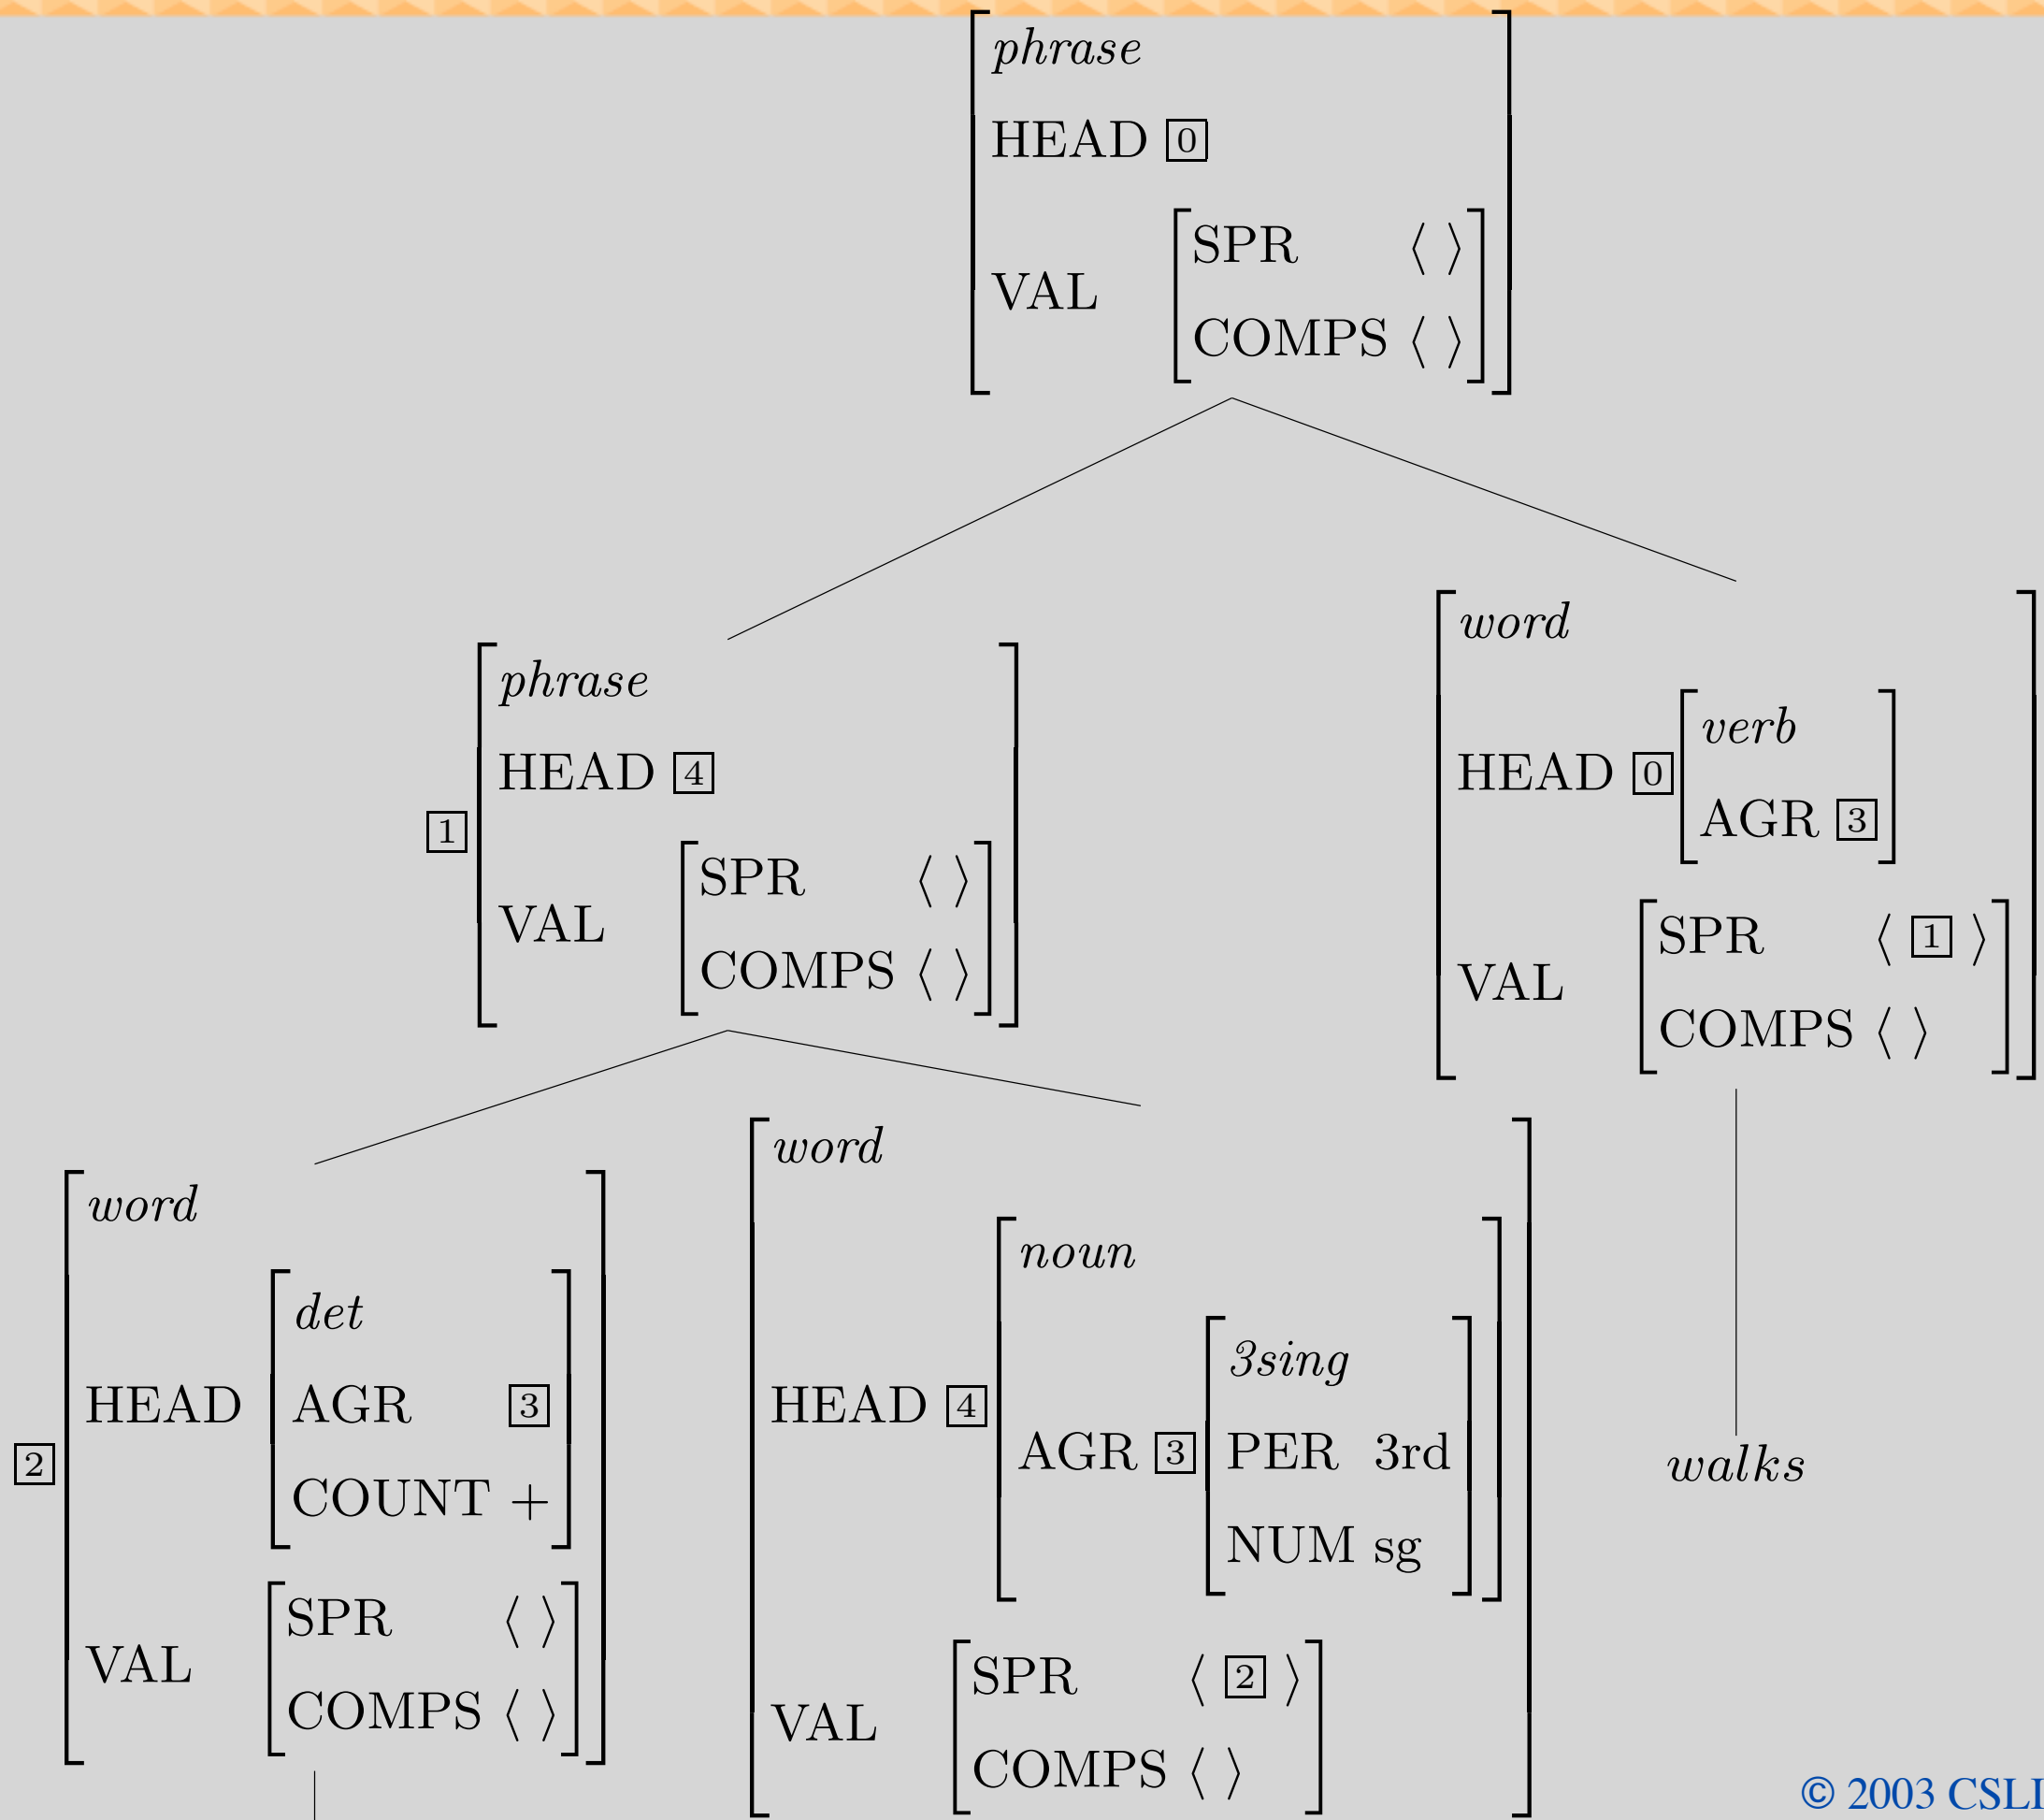 phrase
HEAD 0
VAL
SPR ⟨ ⟩
COMPS ⟨ ⟩
1
phrase
HEAD 4
VAL
SPR ⟨ ⟩
COMPS ⟨ ⟩
word
HEAD 0
verb
AGR 3
VAL
SPR ⟨ 1 ⟩
COMPS ⟨ ⟩
2
word
HEAD
det
AGR 3
COUNT +
VAL
SPR ⟨ ⟩
COMPS ⟨ ⟩
word
HEAD 4
noun
AGR 3
3sing
PER 3rd
NUM sg
VAL
SPR ⟨ 2 ⟩
COMPS ⟨ ⟩
walks
© 2003 CSLI